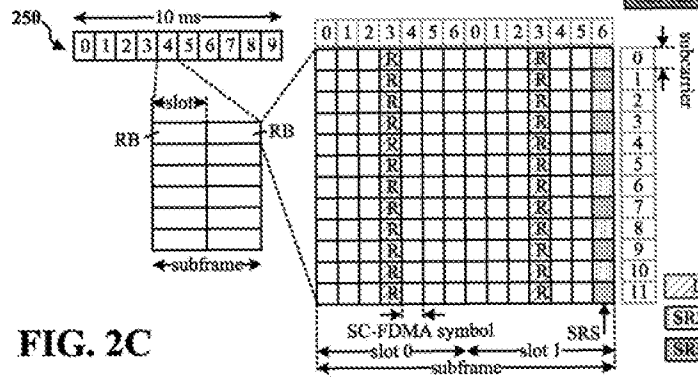 250
10 ms
0 1 2 3 4 5 6 7 8 9
slot
RB
RB
subframe
0 1 2 3 4 5 6 0 1 2 3 4 5 6
R R 0
R R 1
R R 2
R R 3
R R 4
R R 5
R R 6
R R 7
R R 8
R R 9
R R 10
R R 11
subcarrier
SC-FDMA symbol
SRS
slot 0
slot 1
subframe
SR
SR
FIG. 2C